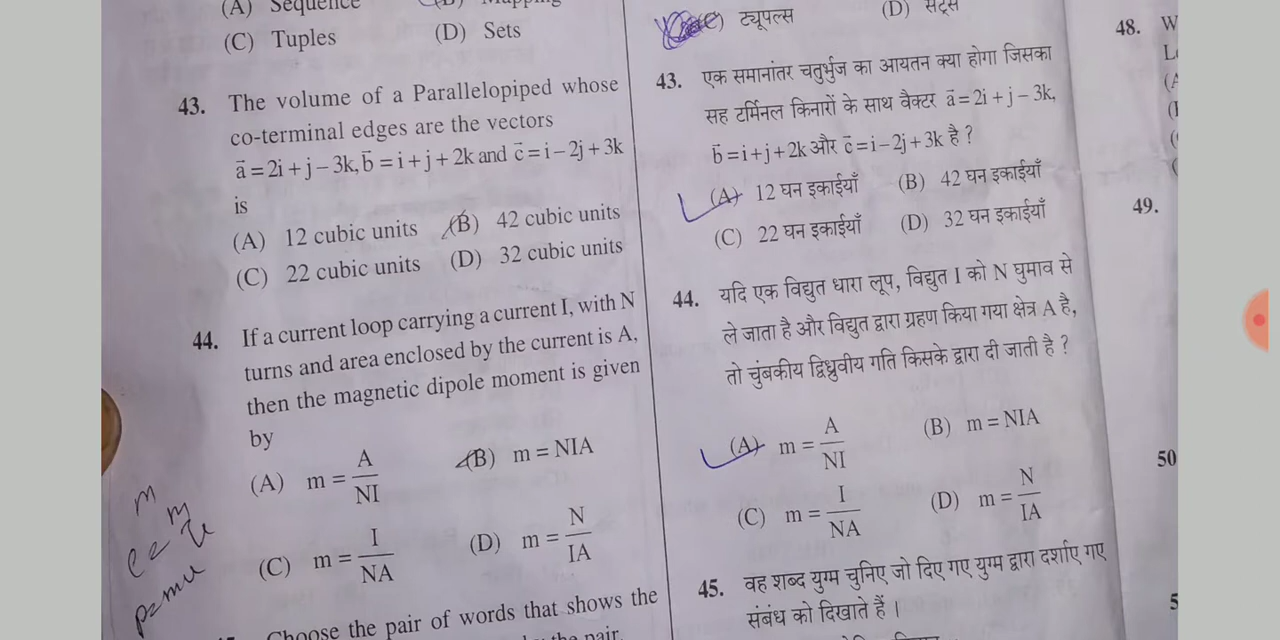 (A) Sequence
(C) Tuples (D) Sets
43. The volume of a Parallelopiped whose
co-terminal edges are the vectors
a⃗ = 2i + j − 3k, b⃗ = i + j + 2k and c⃗ = i − 2j + 3k
is
(A) 12 cubic units (B) 42 cubic units
(C) 22 cubic units (D) 32 cubic units
44. If a current loop carrying a current I, with N
turns and area enclosed by the current is A,
then the magnetic dipole moment is given
by
(A) m = A/NI (B) m = NIA
(C) m = I/NA (D) m = N/IA
Choose the pair of words that shows the
ट्यूपल्स (D) सेट्स
43. एक समानांतर चतुर्भुज का आयतन क्या होगा जिसका
सह टर्मिनल किनारों के साथ वैक्टर a⃗ = 2i + j − 3k,
b⃗ = i + j + 2k और c⃗ = i − 2j + 3k है ?
(A) 12 घन इकाईयाँ (B) 42 घन इकाईयाँ
(C) 22 घन इकाईयाँ (D) 32 घन इकाईयाँ
44. यदि एक विद्युत धारा लूप, विद्युत I को N घुमाव से
ले जाता है और विद्युत द्वारा ग्रहण किया गया क्षेत्र A है,
तो चुंबकीय द्विध्रुवीय गति किसके द्वारा दी जाती है ?
(A) m = A/NI (B) m = NIA
(C) m = I/NA (D) m = N/IA
45. वह शब्द युग्म चुनिए जो दिए गए युग्म द्वारा दर्शाए गए
संबंध को दिखाते हैं ।
48. W
49.
50